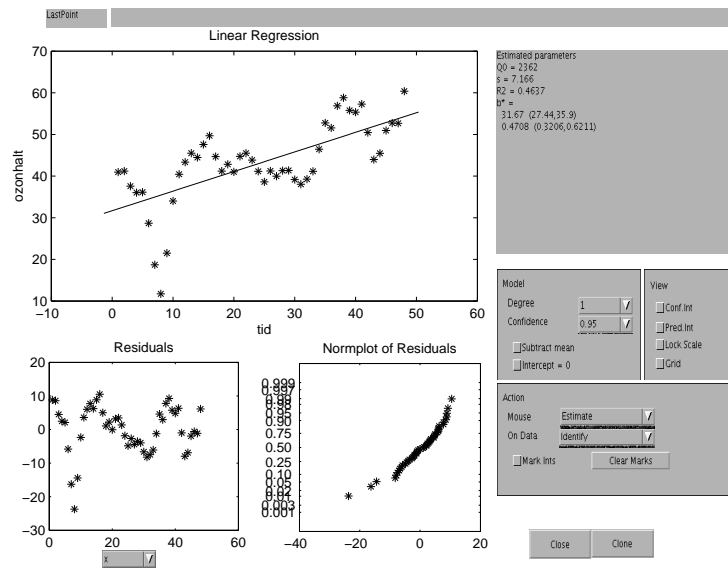 LastPoint
Linear Regression
70
60
50
40
30
20
10
ozonhalt
−10 0 10 20 30 40 50 60
tid
Estimated parameters
Q0 = 2362
s = 7.166
R2 = 0.4637
b* =
31.67 (27.44,35.9)
0.4708 (0.3206,0.6211)
Model
Degree 1
Confidence 0.95
Subtract mean
Intercept = 0
View
Conf.Int
Pred.Int
Lock Scale
Grid
Residuals
20
10
0
−10
−20
−30
0 20 40 60
x
Normplot of Residuals
0.999
0.997
0.99
0.98
0.95
0.90
0.75
0.50
0.25
0.10
0.05
0.02
0.01
0.003
0.001
−40 −20 0 20
Action
Mouse Estimate
On Data Identify
Mark Ints Clear Marks
Close Clone